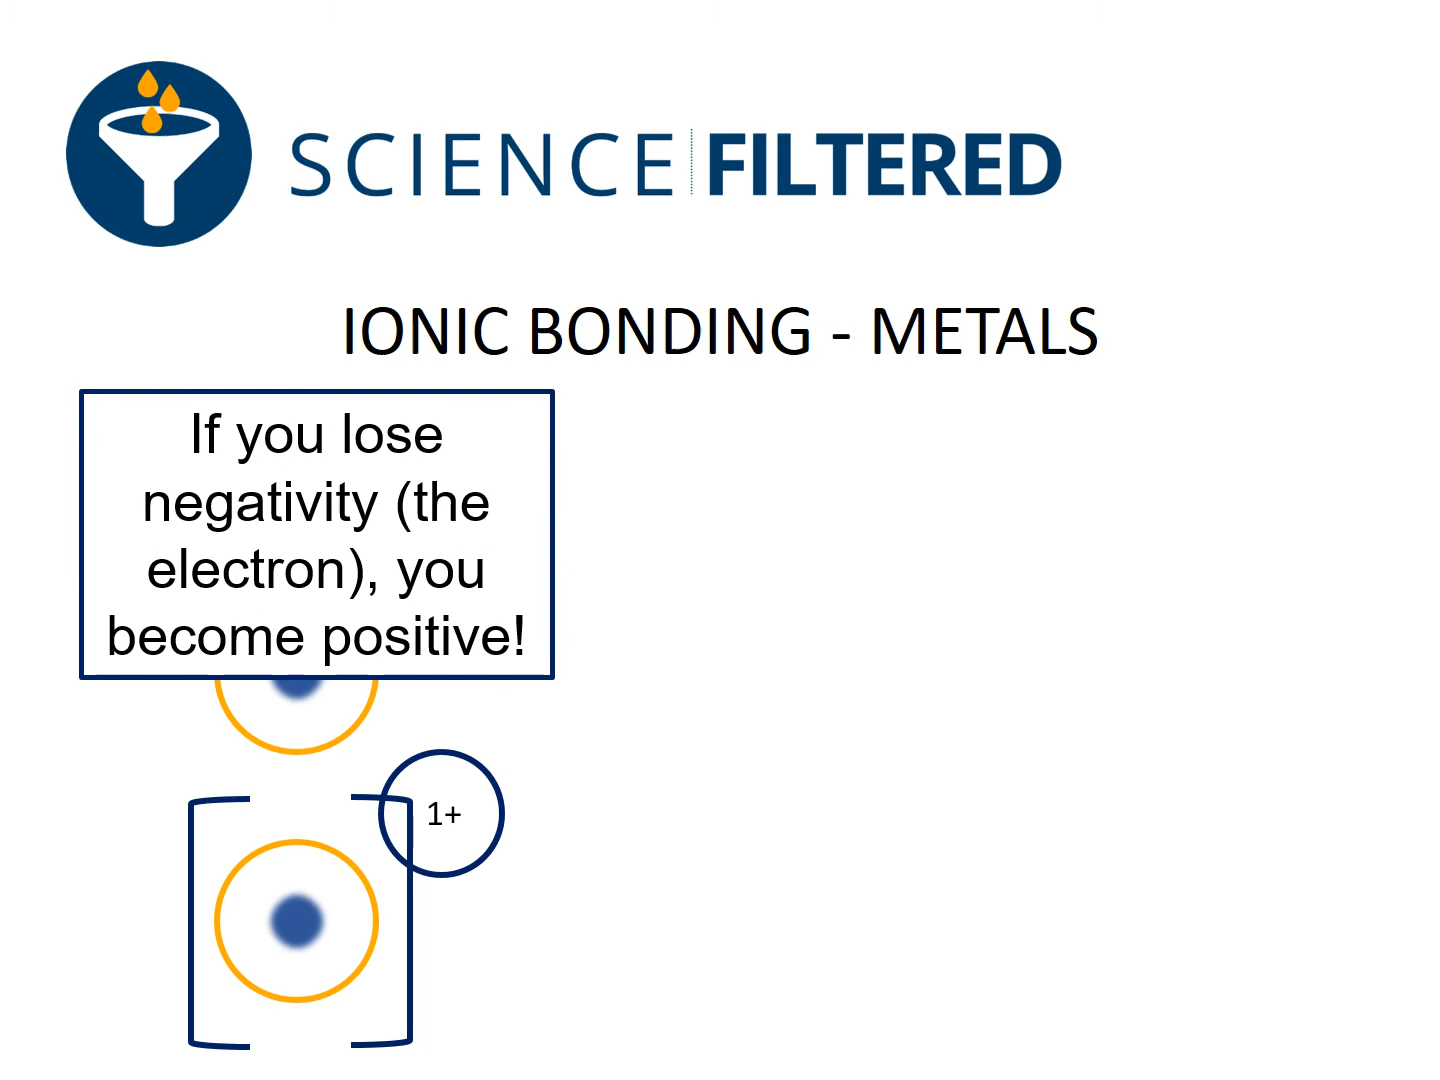 SCIENCE FILTERED
IONIC BONDING - METALS
If you lose
negativity (the
electron), you
become positive!
1+